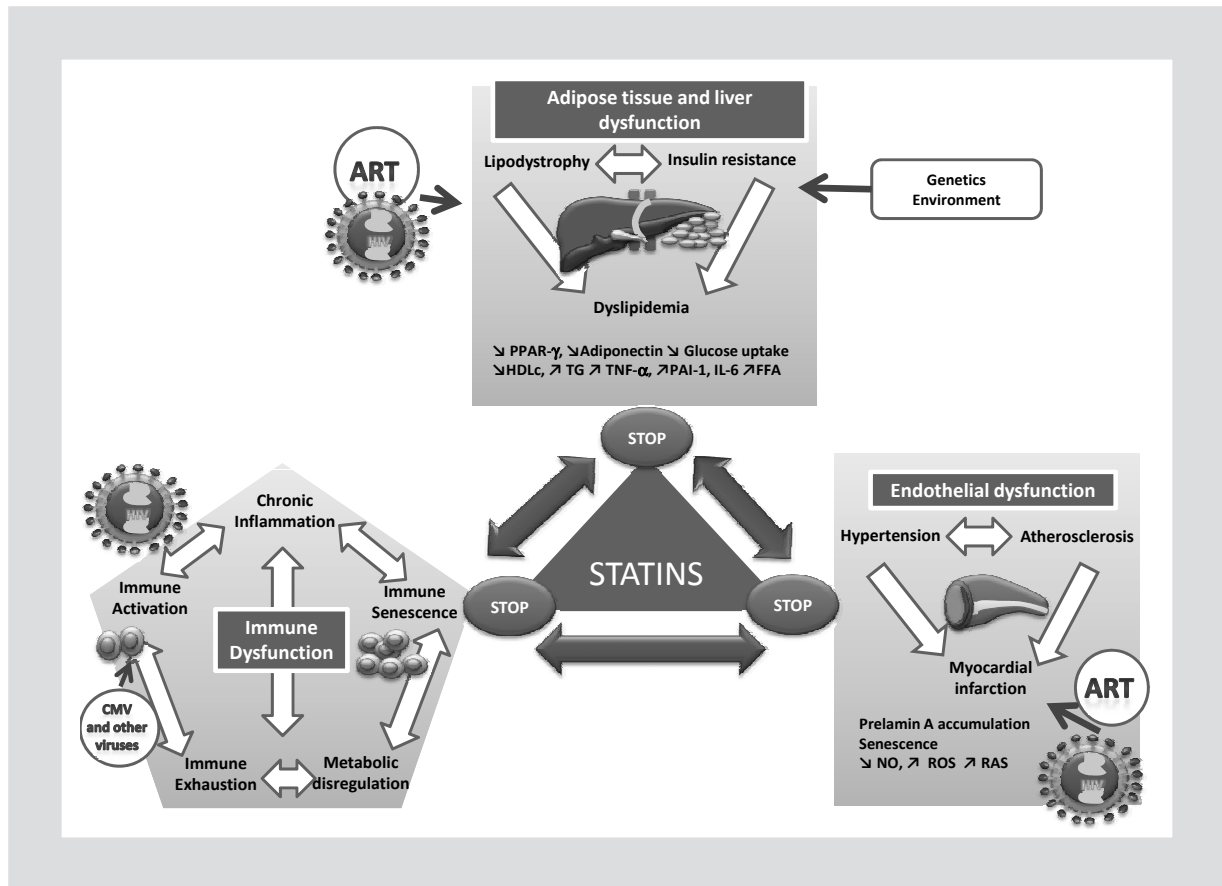 Adipose tissue and liver
dysfunction
Lipodystrophy
Insulin resistance
ART
HIV
Genetics
Environment
Dyslipidemia
↘ PPAR-γ, ↘Adiponectin ↘ Glucose uptake
↘HDLc, ↗ TG ↗ TNF-α, ↗PAI-1, IL-6 ↗FFA
STOP
STATINS
STOP
STOP
HIV
Chronic
Inflammation
Immune
Activation
Immune
Senescence
Immune
Dysfunction
CMV
and other
viruses
Immune
Exhaustion
Metabolic
disregulation
Endothelial dysfunction
Hypertension
Atherosclerosis
Myocardial
infarction
ART
HIV
Prelamin A accumulation
Senescence
↘ NO, ↗ ROS ↗ RAS